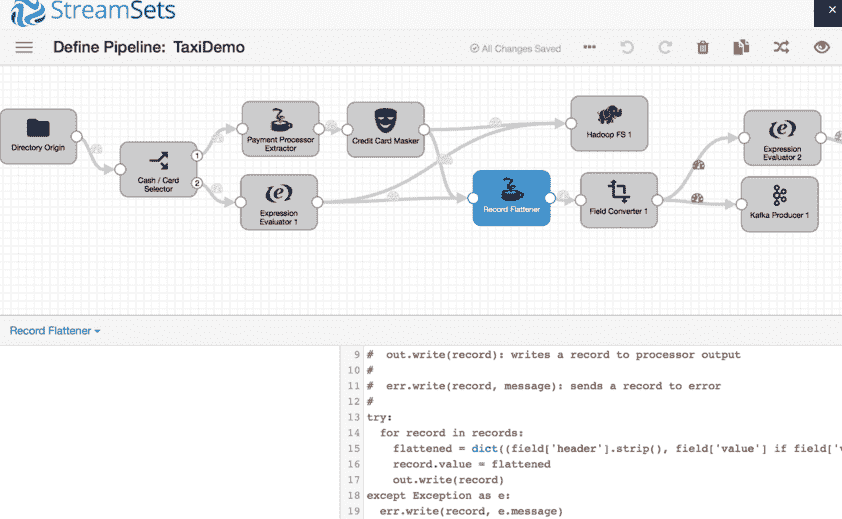 StreamSets
×
Define Pipeline: TaxiDemo
All Changes Saved
Directory Origin
Cash / Card
Selector
1
2
Payment Processor
Extractor
Credit Card Masker
Expression
Evaluator 1
Hadoop FS 1
Record Flattener
Field Converter 1
Expression
Evaluator 2
Kafka Producer 1
Record Flattener
9 #  out.write(record): writes a record to processor output
10 #
11 #  err.write(record, message): sends a record to error
12 #
13 try:
14   for record in records:
15     flattened = dict((field['header'].strip(), field['value'] if field['v
16     record.value = flattened
17     out.write(record)
18 except Exception as e:
19   err.write(record, e.message)